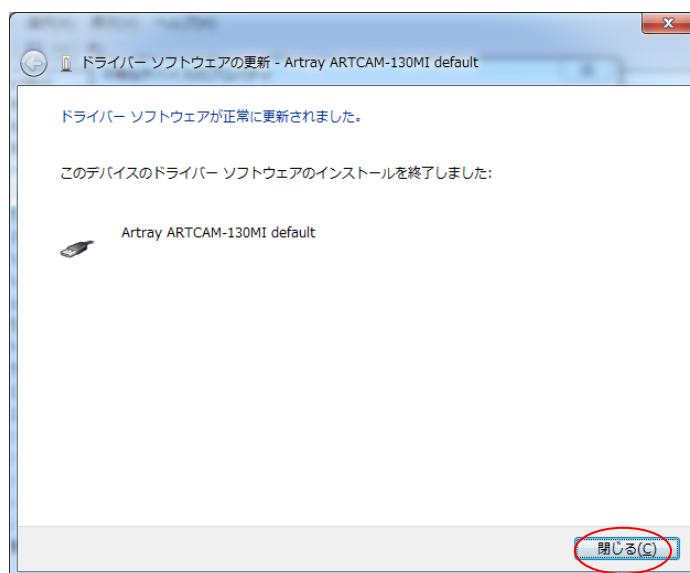 ドライバー ソフトウェアの更新 - Artray ARTCAM-130MI default
ドライバー ソフトウェアが正常に更新されました。
このデバイスのドライバー ソフトウェアのインストールを終了しました:
Artray ARTCAM-130MI default
閉じる(C)